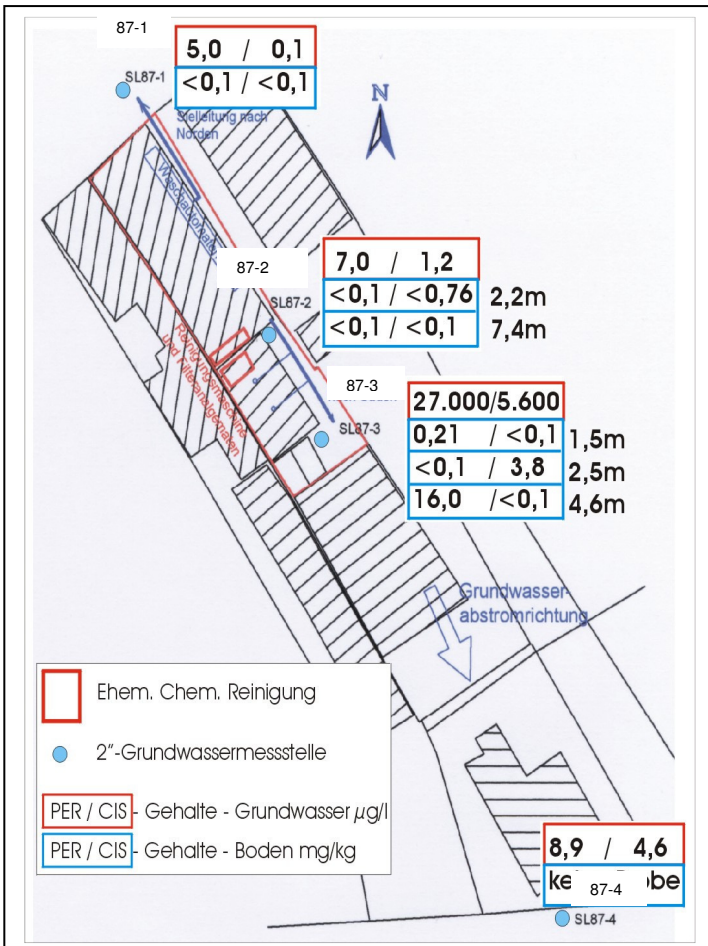 87-1
5,0 / 0,1
<0,1 / <0,1
SL87-1
Sielleitung nach
Norden
N
87-2
SL87-2
7,0 / 1,2
<0,1 / <0,76 2,2m
<0,1 / <0,1 7,4m
Reinigungsmaschine
87-3
SL87-3
27.000/5.600
0,21 / <0,1 1,5m
<0,1 / 3,8 2,5m
16,0 /<0,1 4,6m
Grundwasser-
abstromrichtung
Ehem. Chem. Reinigung
2"-Grundwassermessstelle
PER / CIS - Gehalte - Grundwasser µg/l
PER / CIS - Gehalte - Boden mg/kg
8,9 / 4,6
87-4
SL87-4